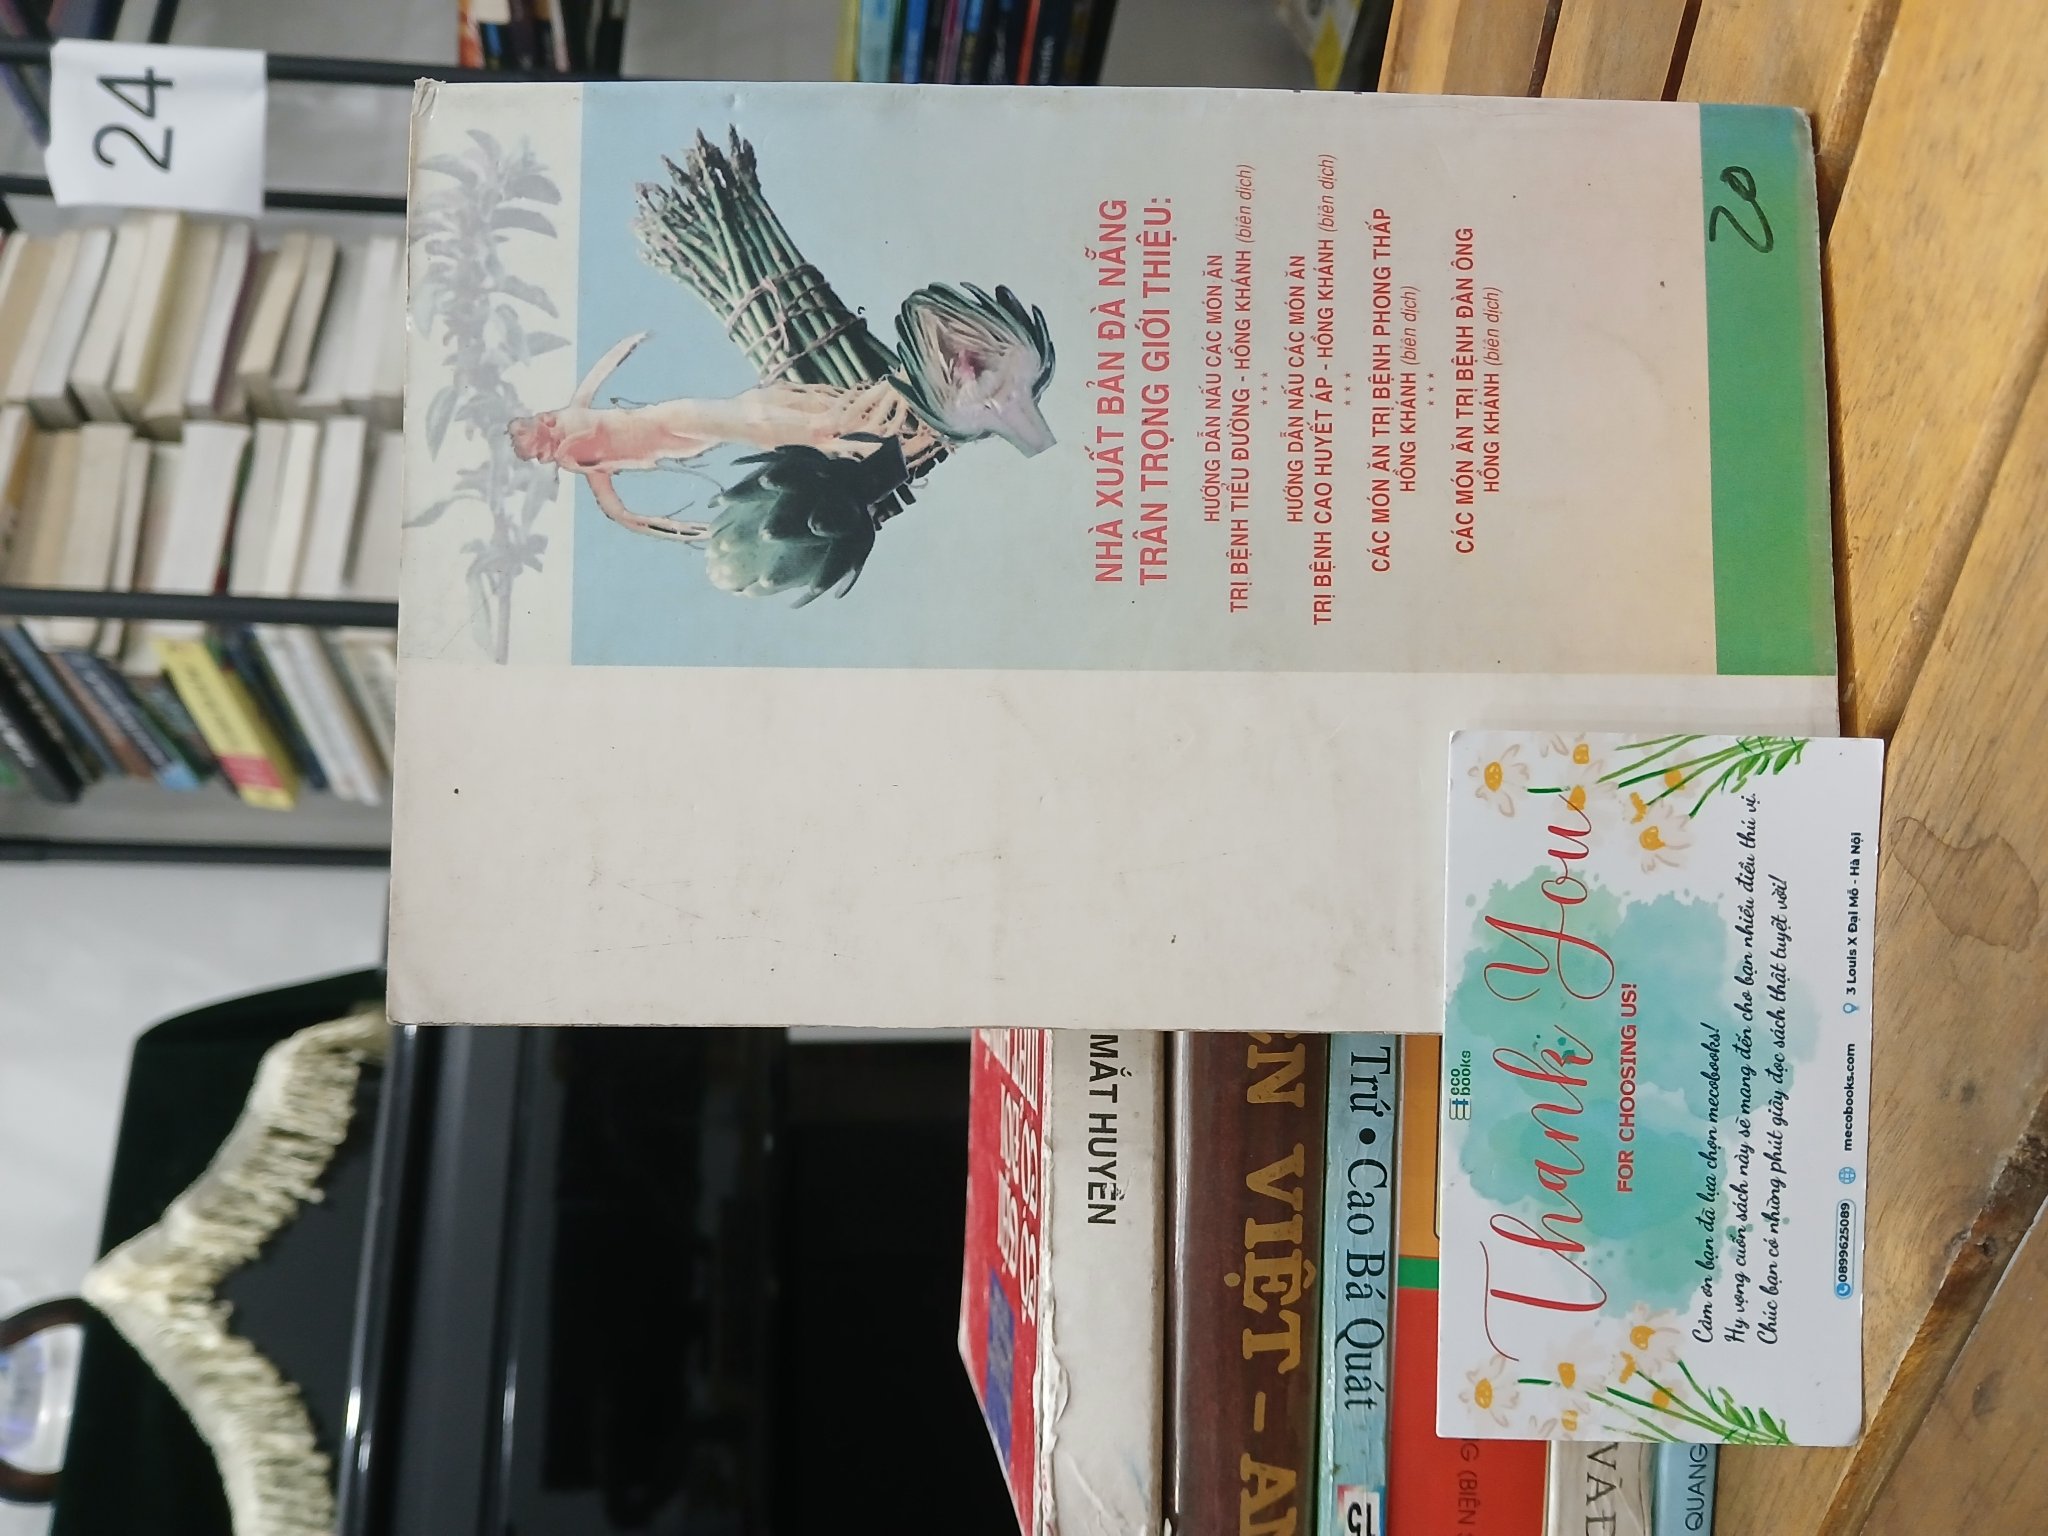 24
NHÀ XUẤT BẢN ĐÀ NẴNG
TRÂN TRỌNG GIỚI THIỆU:
HƯỚNG DẪN NẤU CÁC MÓN ĂN
TRỊ BỆNH TIỂU ĐƯỜNG - HỒNG KHÁNH (biên dịch)
***
HƯỚNG DẪN NẤU CÁC MÓN ĂN
TRỊ BỆNH CAO HUYẾT ÁP - HỒNG KHÁNH (biên dịch)
***
CÁC MÓN ĂN TRỊ BỆNH PHONG THẤP
HỒNG KHÁNH (biên dịch)
***
CÁC MÓN ĂN TRỊ BỆNH ĐÀN ÔNG
HỒNG KHÁNH (biên dịch)
20
MẤT HUYỀN
VIỆT - A
Trứ • Cao Bá Quát
G (BIÊN
QUANG
eco
books
Thank You
FOR CHOOSING US!
Cảm ơn bạn đã lựa chọn mecobooks!
Hy vọng cuốn sách này sẽ mang đến cho bạn nhiều điều thú vị.
Chúc bạn có những phút giây đọc sách thật tuyệt vời!
0899625089 mecobooks.com 3 Louis X Đại Mỗ - Hà Nội